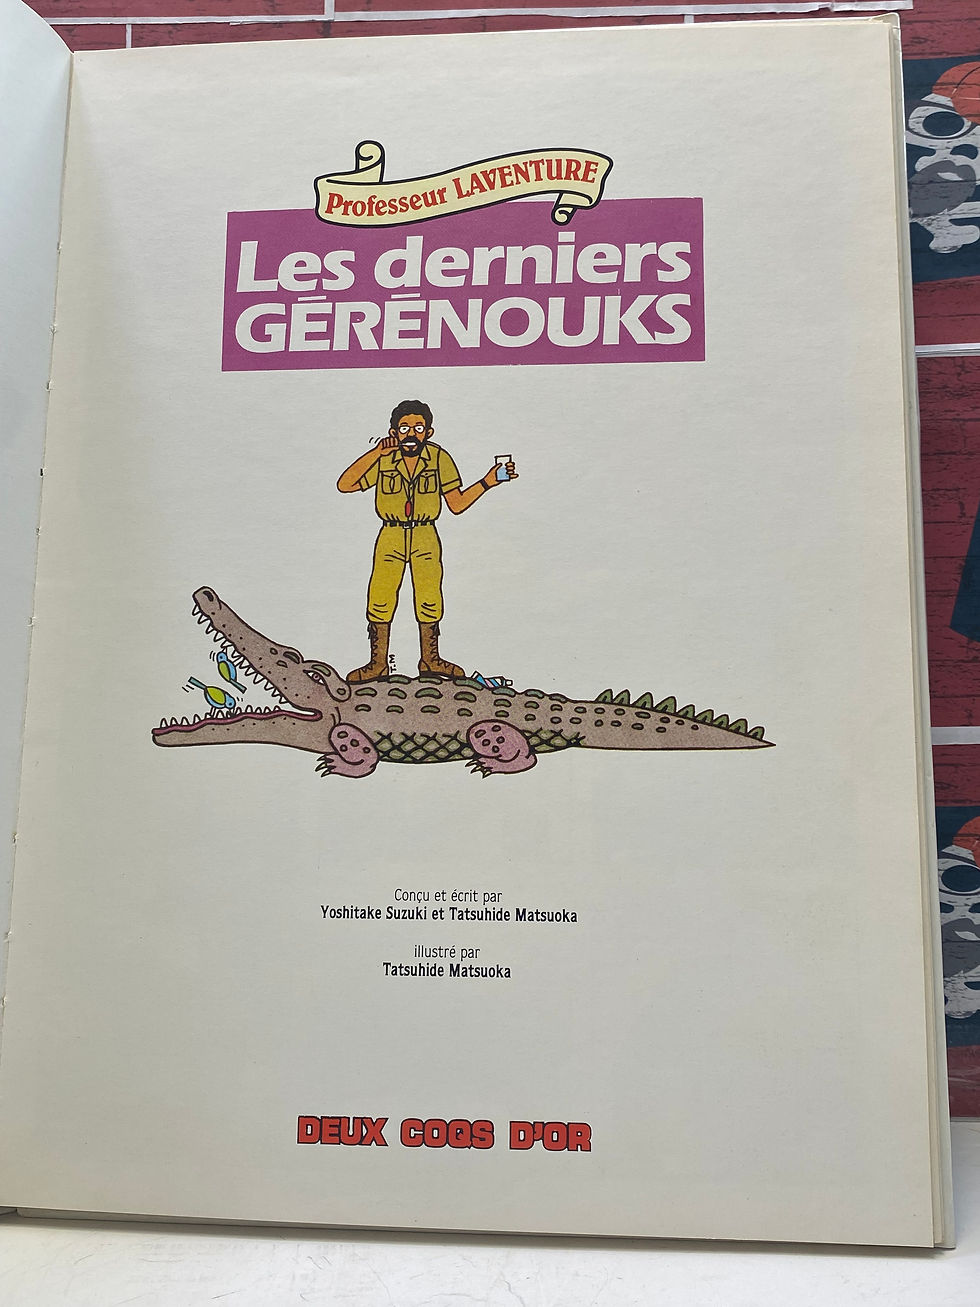 Professeur LAVENTURE
Les derniers
GÉRÉNOUKS
T.M
Conçu et écrit par
Yoshitake Suzuki et Tatsuhide Matsuoka
illustré par
Tatsuhide Matsuoka
DEUX COQS D'OR